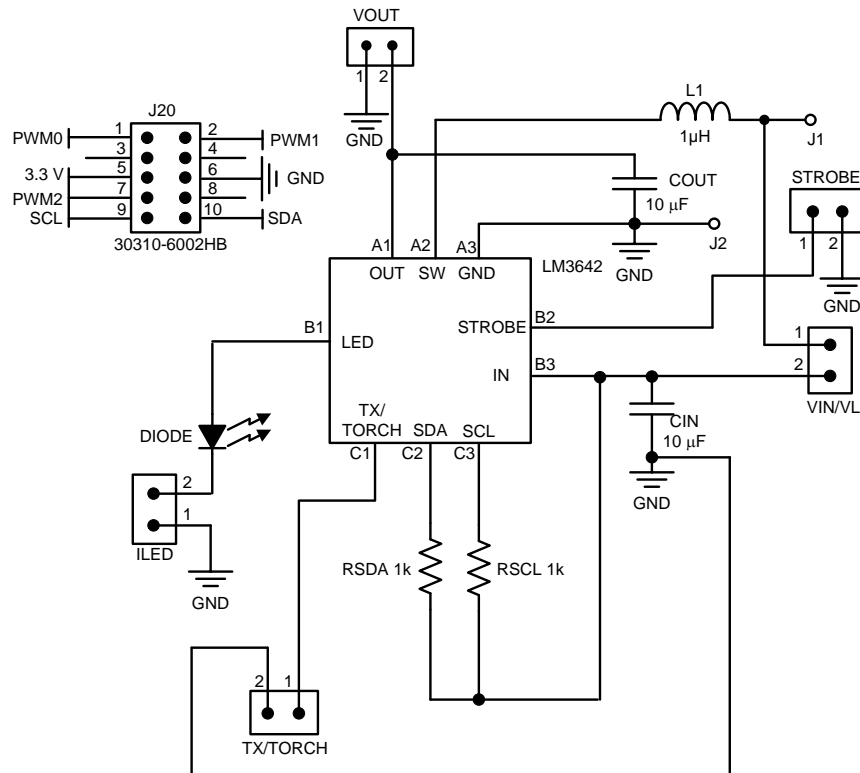 VOUT
1 2
GND
J20
PWM0 1 2 PWM1
3 4
3.3 V 5 6 GND
PWM2 7 8
SCL 9 10 SDA
30310-6002HB
L1
1μH
J1
COUT
10 μF
STROBE
1 2
GND
J2
GND
A1 A2 A3
LM3642
OUT SW GND
B1 LED
STROBE B2
IN B3
1
2
VIN/VL
TX/
TORCH SDA SCL
C1 C2 C3
CIN
10 μF
GND
DIODE
2
1
ILED
GND
RSDA 1k
RSCL 1k
2 1
TX/TORCH